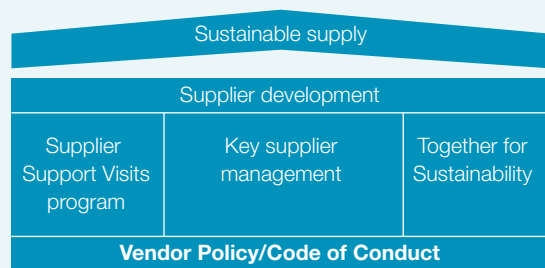 Sustainable supply
Supplier development
Supplier
Support Visits
program
Key supplier
management
Together for
Sustainability
Vendor Policy/Code of Conduct